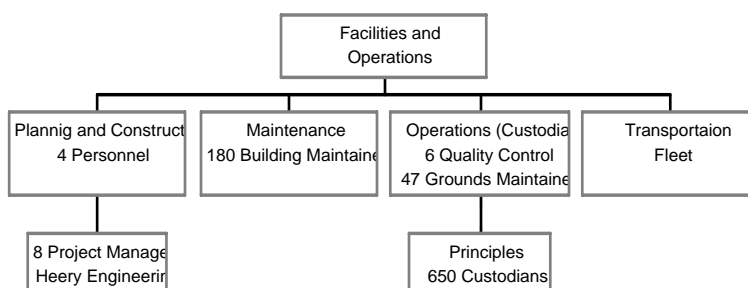 Facilities and
Operations
Plannig and Construct
4 Personnel
Maintenance
180 Building Maintaine
Operations (Custodia
6 Quality Control
47 Grounds Maintaine
Transportaion
Fleet
8 Project Manage
Heery Engineerin
Principles
650 Custodians